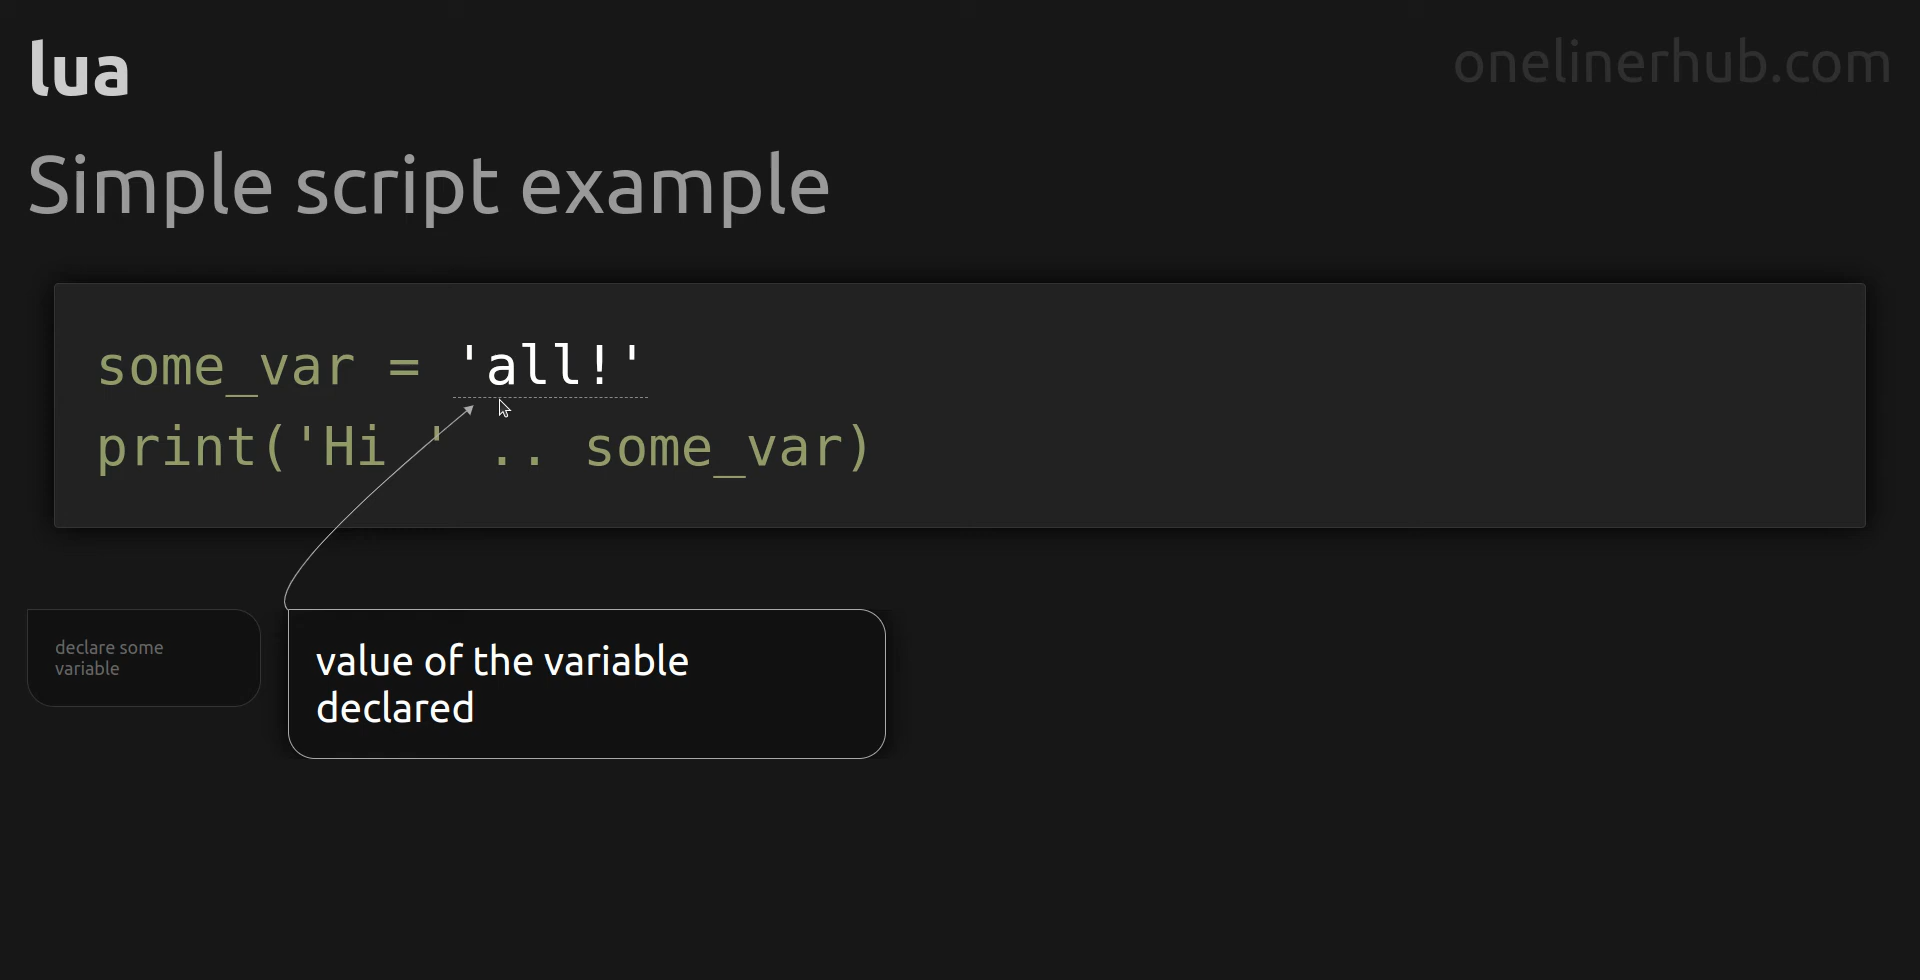 lua
onelinerhub.com
Simple script example
some_var = 'all!'
print('Hi ' .. some_var)
declare some
variable
value of the variable
declared